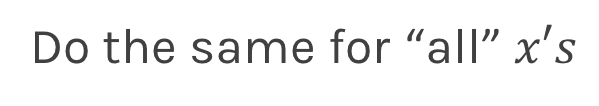 Do the same for “all” x′s